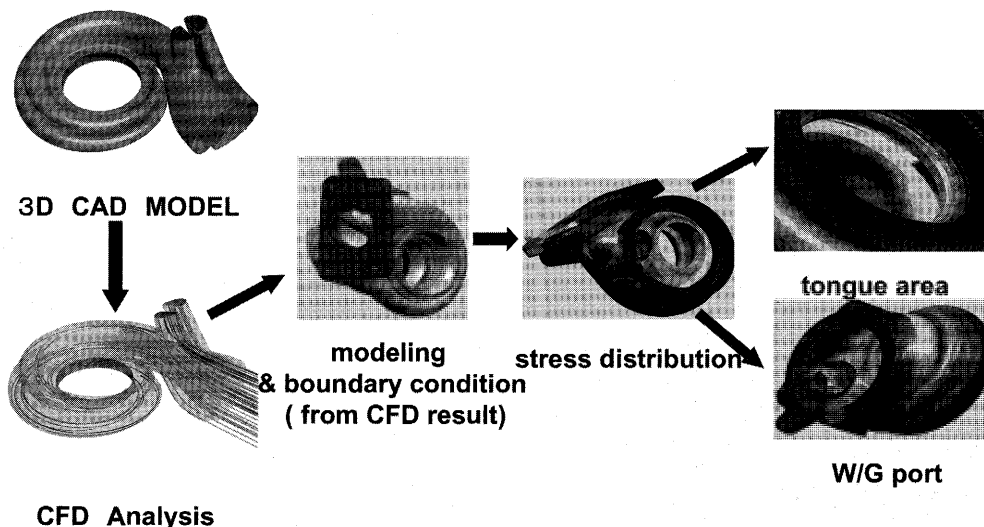 3D CAD MODEL
CFD Analysis
modeling
& boundary condition
( from CFD result)
stress distribution
tongue area
W/G port